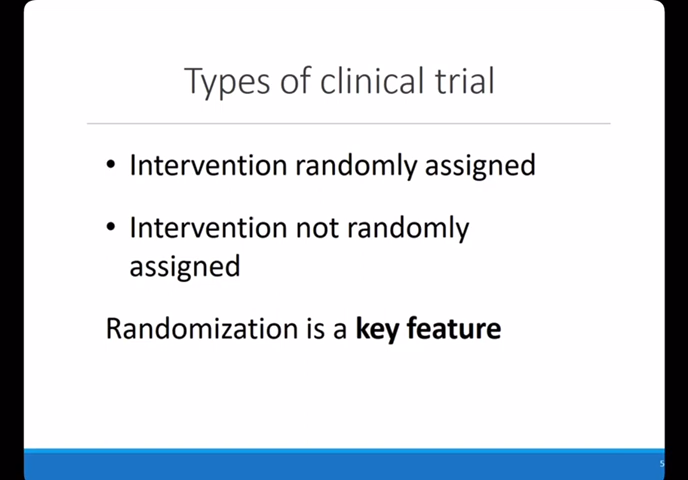 Types of clinical trial
• Intervention randomly assigned
• Intervention not randomly
assigned
Randomization is a key feature
5